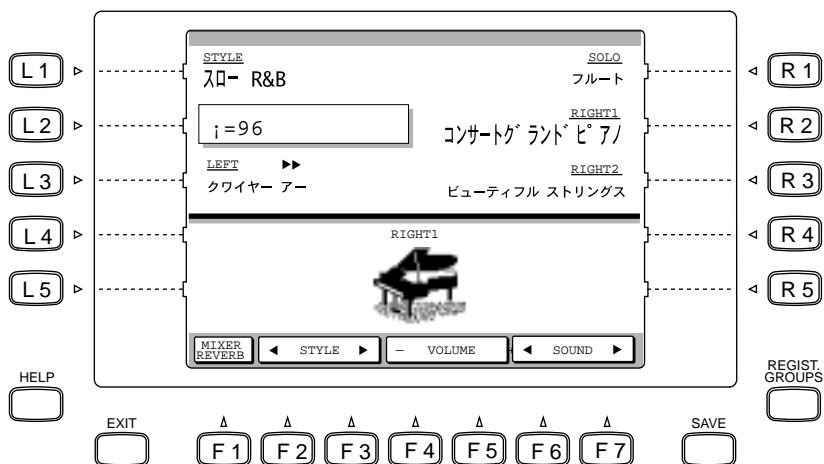 STYLE
スロー R&B
SOLO
フルート
¡=96
RIGHT1
コンサートグランドピアノ
LEFT ▶▶
クワイヤー アー
RIGHT2
ビューティフル ストリングス
RIGHT1
MIXER
REVERB
◀ STYLE ▶
− VOLUME
◀ SOUND ▶
L1
L2
L3
L4
L5
R1
R2
R3
R4
R5
HELP
EXIT
F1
F2
F3
F4
F5
F6
F7
SAVE
REGIST.
GROUPS